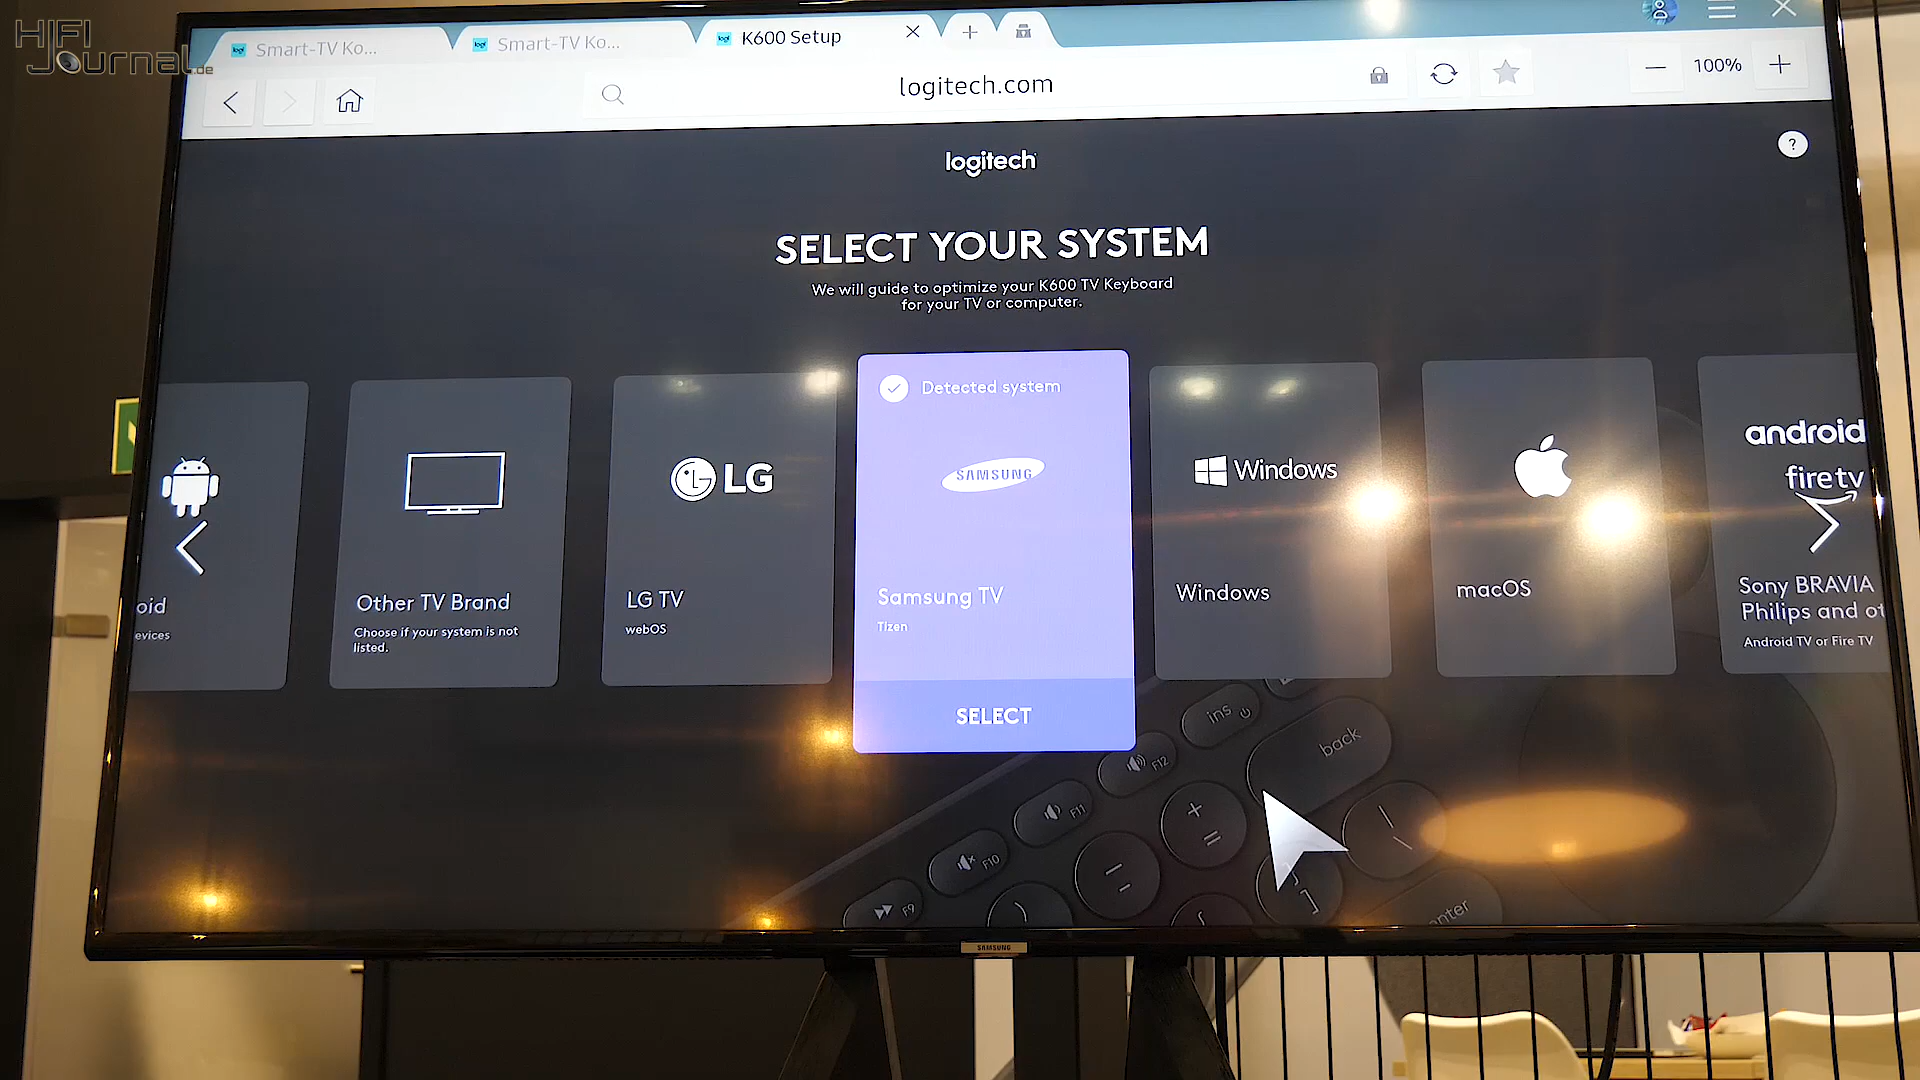 HIFI
Journal.de
Smart-TV Ko...
Smart-TV Ko...
K600 Setup
logitech.com
100%
logitech
?
SELECT YOUR SYSTEM
We will guide to optimize your K600 TV Keyboard
for your TV or computer.
oid
evices
Other TV Brand
Choose if your system is not
listed.
LG
LG TV
webOS
Detected system
SAMSUNG
Samsung TV
Tizen
SELECT
Windows
Windows
macOS
android
firetv
Sony BRAVIA
Philips and ot
Android TV or Fire TV
ins
back
F12
F11
F10
F9
+
=
enter
SAMSUNG